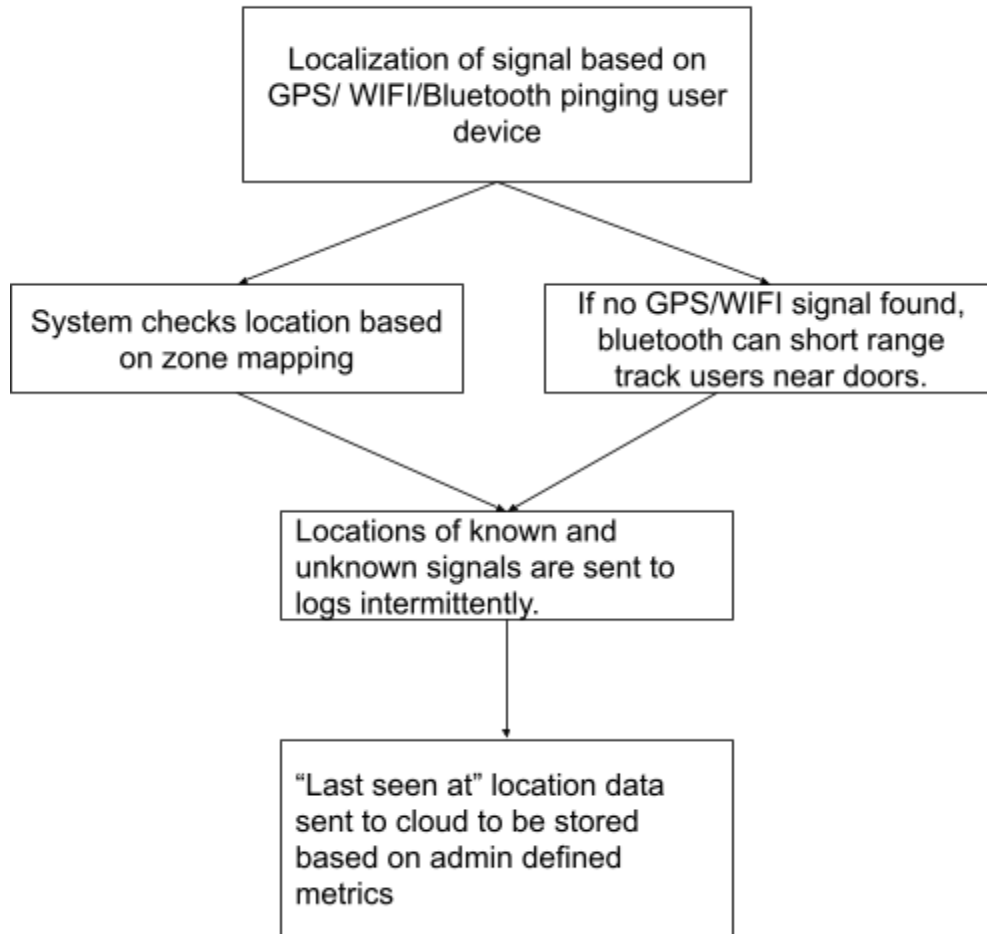 Localization of signal based on
GPS/ WIFI/Bluetooth pinging user
device
System checks location based
on zone mapping
If no GPS/WIFI signal found,
bluetooth can short range
track users near doors.
Locations of known and
unknown signals are sent to
logs intermittently.
“Last seen at” location data
sent to cloud to be stored
based on admin defined
metrics